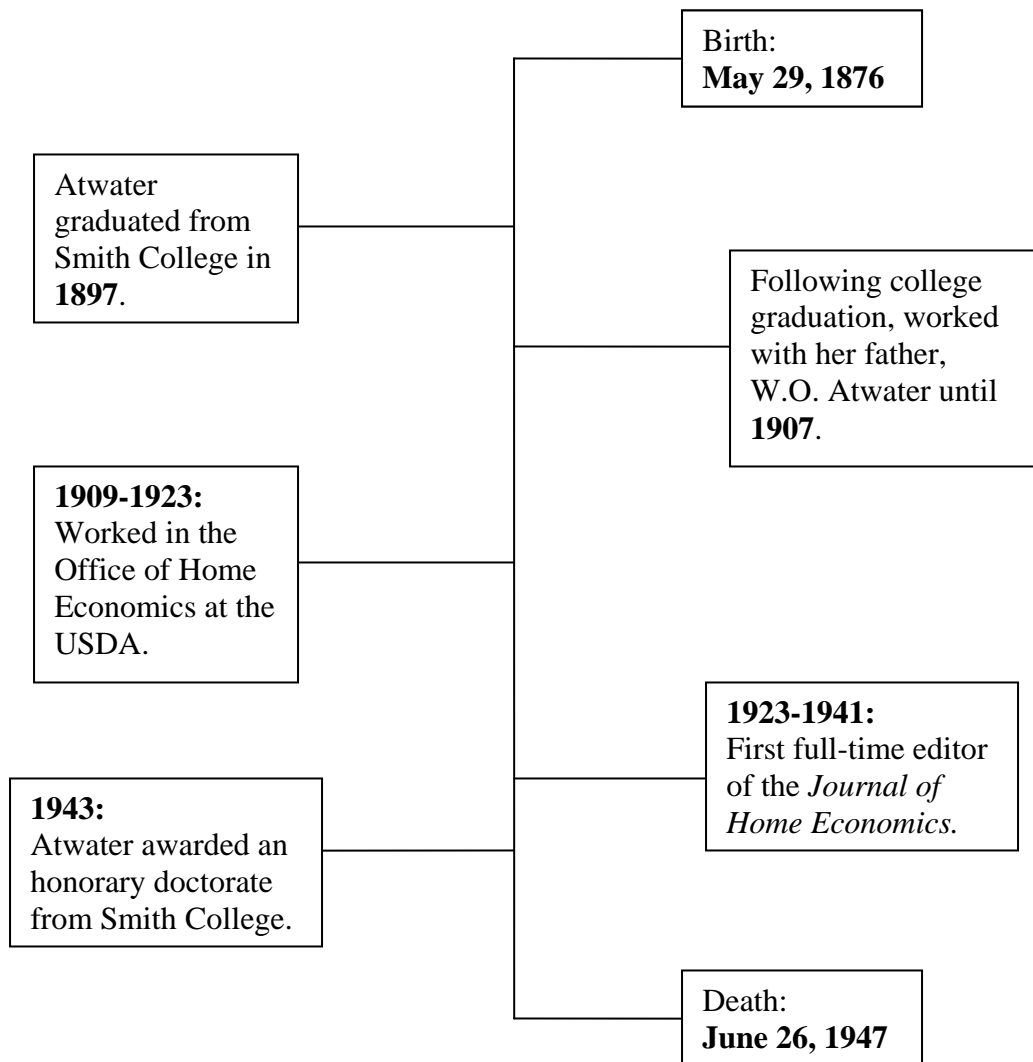 Birth:
May 29, 1876
Atwater
graduated from
Smith College in
1897.
Following college
graduation, worked
with her father,
W.O. Atwater until
1907.
1909-1923:
Worked in the
Office of Home
Economics at the
USDA.
1923-1941:
First full-time editor
of the Journal of
Home Economics.
1943:
Atwater awarded an
honorary doctorate
from Smith College.
Death:
June 26, 1947